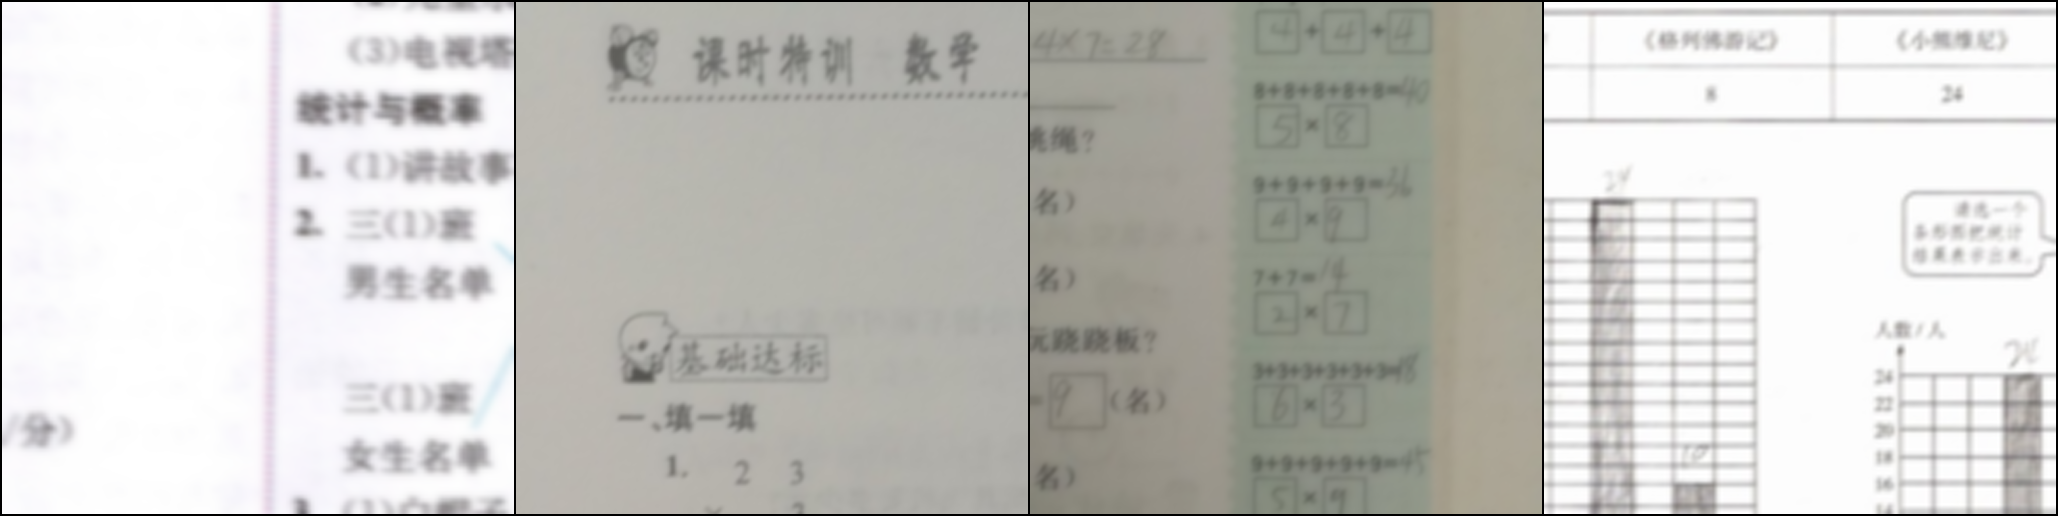 (3)电视塔
统计与概率
1. (1)讲故事
2. 三(1)班
男生名单
三(1)班
/分)
女生名单
3. (1)白帽子
课时特训 数学
基础达标
一、填一填
1. 2 3
4×7=28
跳绳?
名)
名)
玩跷跷板?
=9(名)
名)
4+4+4
8+8+8+8+8=40
5×8
9+9+9+9=36
4×9
7+7=14
2×7
3+3+3+3+3+3=18
6×3
9+9+9+9+9=45
5×9
《格列佛游记》 《小熊维尼》
8 24
24
10
请选一个
条形图把统计
结果表示出来。
人数/人
24
24
22
20
18
16
14